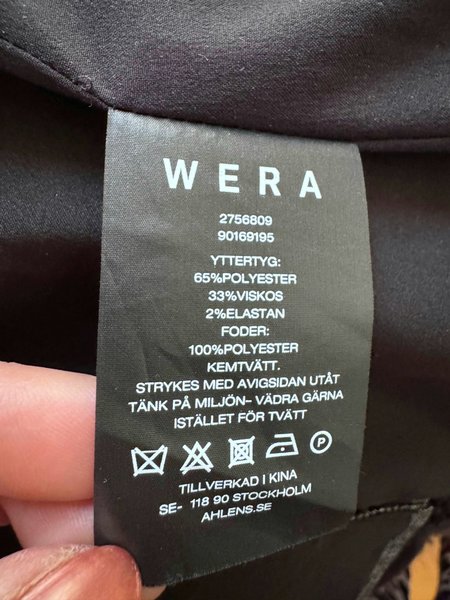 WERA
2756809
90169195
YTTERTYG:
65%POLYESTER
33%VISKOS
2%ELASTAN
FODER:
100%POLYESTER
KEMTVÄTT.
STRYKES MED AVIGSIDAN UTÅT
TÄNK PÅ MILJÖN- VÄDRA GÄRNA
ISTÄLLET FÖR TVÄTT
P
TILLVERKAD I KINA
SE- 118 90 STOCKHOLM
AHLENS.SE